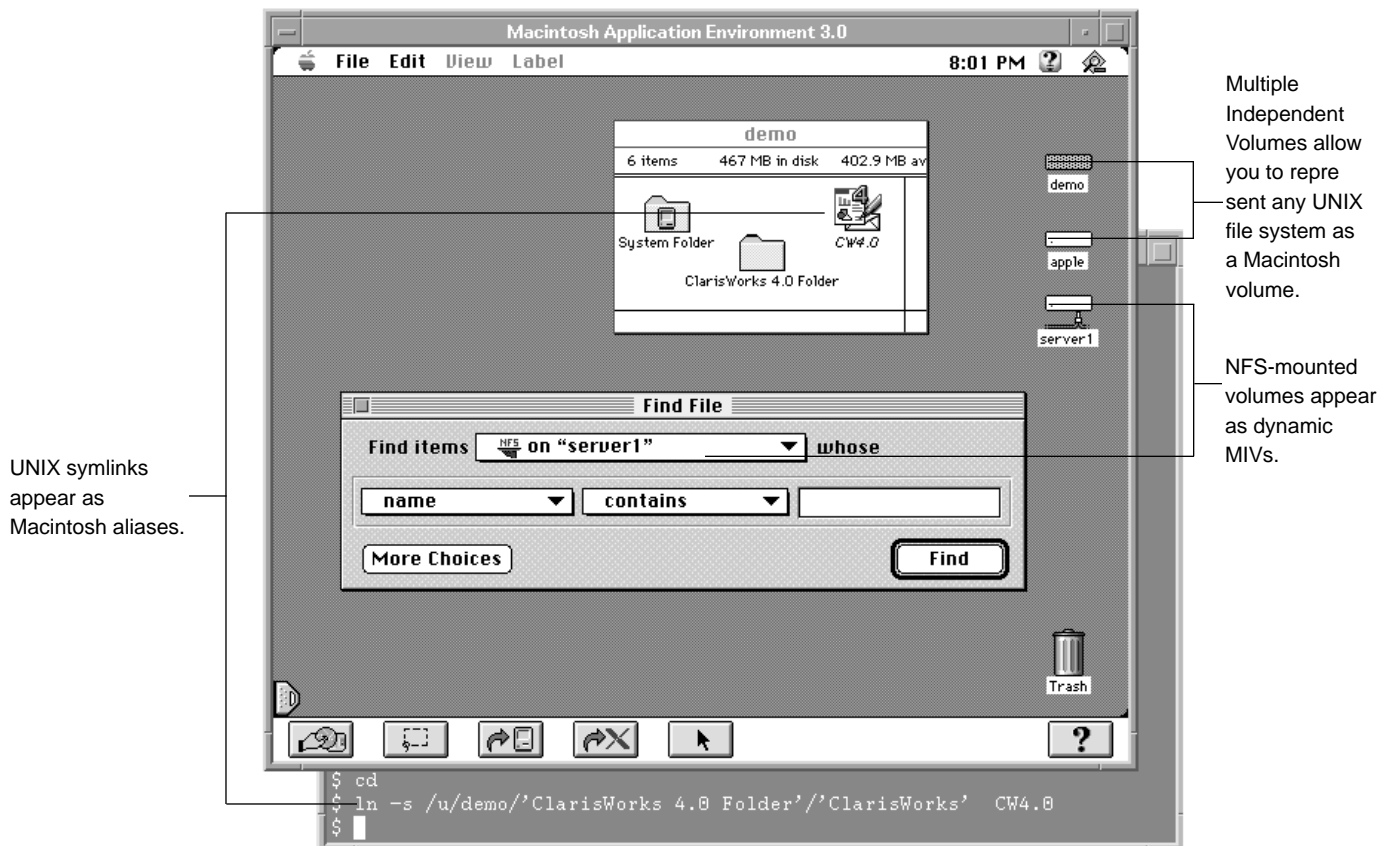 Macintosh Application Environment 3.0
File Edit View Label 8:01 PM
demo
6 items 467 MB in disk 402.9 MB av
System Folder
CW4.0
ClarisWorks 4.0 Folder
demo
apple
server1
Multiple
Independent
Volumes allow
you to repre
sent any UNIX
file system as
a Macintosh
volume.
NFS-mounted
volumes appear
as dynamic
MIVs.
UNIX symlinks
appear as
Macintosh aliases.
Find File
Find items NFS on “server1” whose
name contains
More Choices Find
Trash
?
$ cd
$ ln -s /u/demo/’ClarisWorks 4.0 Folder’/’ClarisWorks’ CW4.0
$